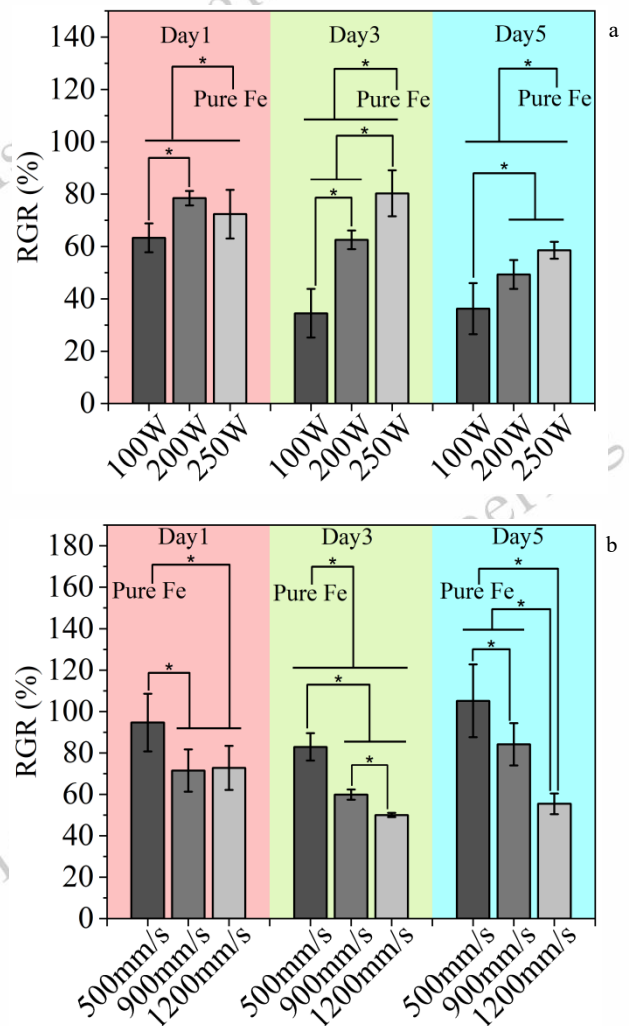 a
140
120
100
80
60
40
20
0
RGR (%)
Day1
Day3
Day5
*
*
*
Pure Fe
Pure Fe
Pure Fe
*
*
*
*
100W
200W
250W
100W
200W
250W
100W
200W
250W
b
180
160
140
120
100
80
60
40
20
0
RGR (%)
Day1
Day3
Day5
*
*
*
Pure Fe
Pure Fe
Pure Fe
*
*
*
*
*
500mm/s
900mm/s
1200mm/s
500mm/s
900mm/s
1200mm/s
500mm/s
900mm/s
1200mm/s